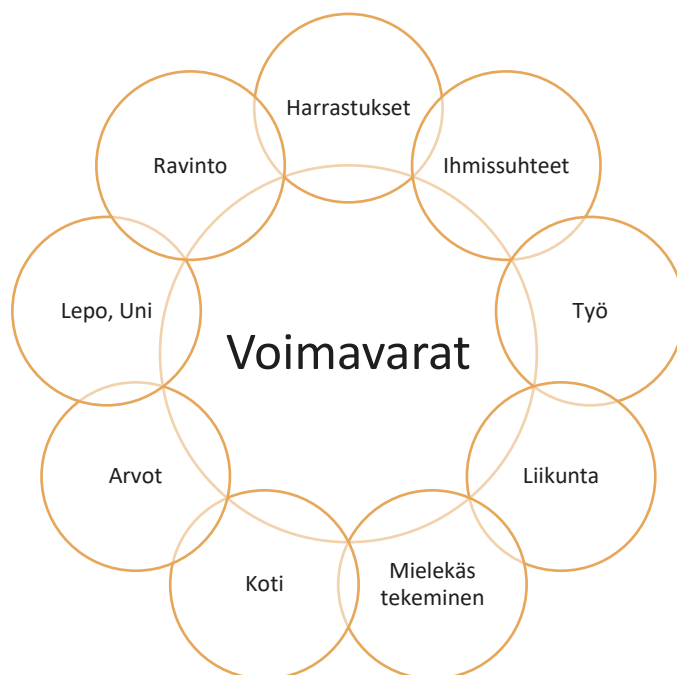 Harrastukset
Ihmissuhteet
Ravinto
Lepo, Uni
Työ
Voimavarat
Arvot
Liikunta
Koti
Mielekäs
tekeminen